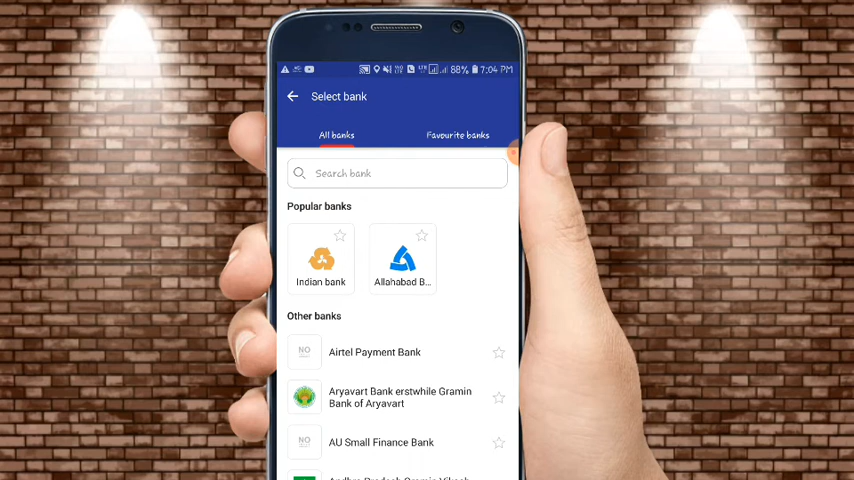 88% 7:04 PM
Select bank
All banks Favourite banks
Search bank
Popular banks
Indian bank Allahabad B...
Other banks
NO
Airtel Payment Bank
Aryavart Bank erstwhile Gramin
Bank of Aryavart
NO
AU Small Finance Bank